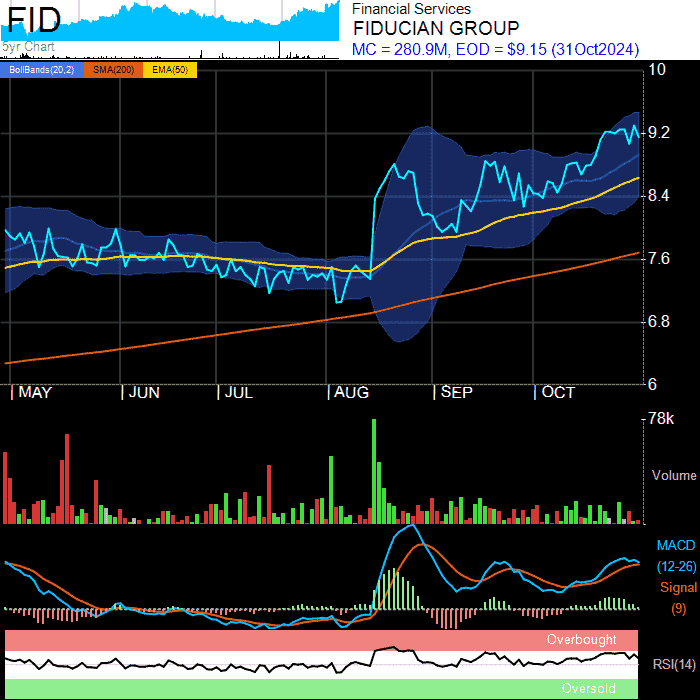 FID
5yr Chart
Financial Services
FIDUCIAN GROUP
MC = 280.9M, EOD = $9.15 (31Oct2024)
BollBands(20,2) SMA(200) EMA(50)
10
9.2
8.4
7.6
6.8
6
MAY JUN JUL AUG SEP OCT
78k
Volume
MACD
(12-26)
Signal
(9)
Overbought
RSI(14)
Oversold